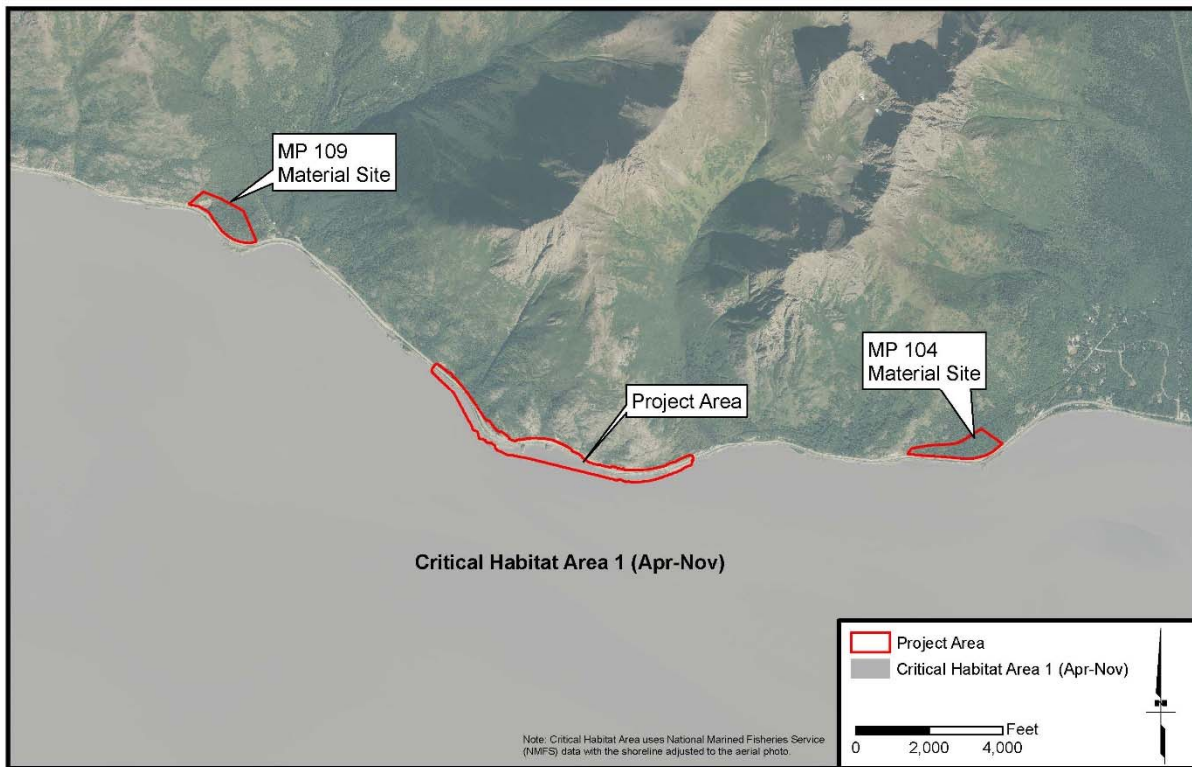 MP 109
Material Site
MP 104
Material Site
Project Area
Critical Habitat Area 1 (Apr-Nov)
Project Area
Critical Habitat Area 1 (Apr-Nov)
N
Feet
0 2,000 4,000
Note: Critical Habitat Area uses National Marined Fisheries Service
(NMFS) data with the shoreline adjusted to the aerial photo.